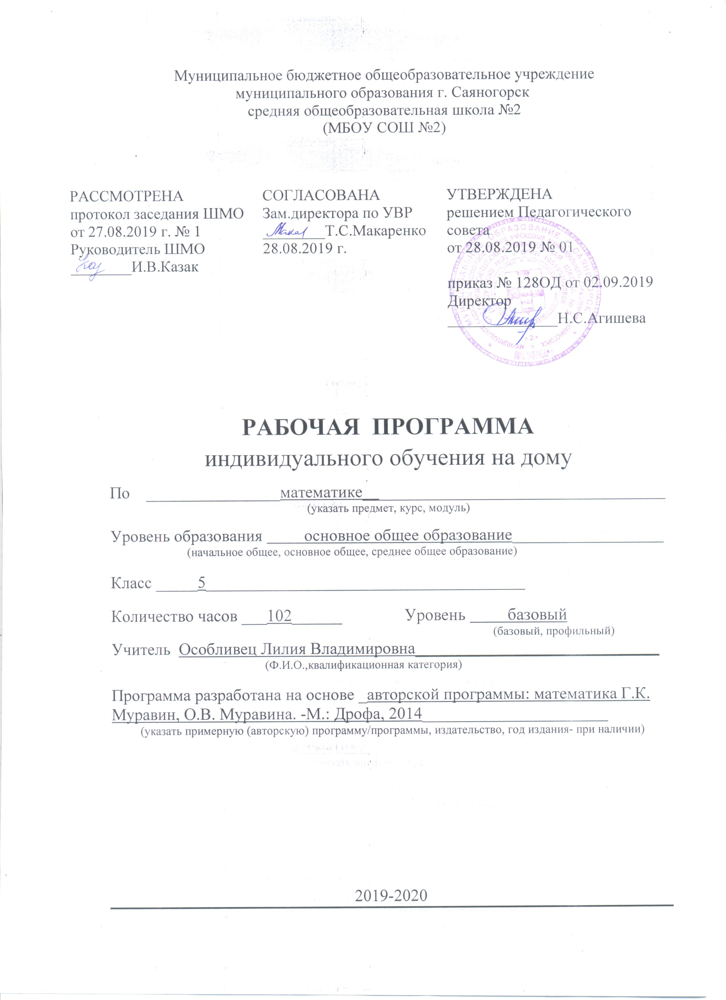 Муниципальное бюджетное общеобразовательное учреждение
муниципального образования г. Саяногорск
средняя общеобразовательная школа №2
(МБОУ СОШ №2)
РАССМОТРЕНА
протокол заседания ШМО
от 27.08.2019 г. № 1
Руководитель ШМО
________И.В.Казак
СОГЛАСОВАНА
Зам.директора по УВР
________Т.С.Макаренко
28.08.2019 г.
УТВЕРЖДЕНА
решением Педагогического
совета
от 28.08.2019 № 01
приказ № 128ОД от 02.09.2019
Директор
______________Н.С.Агишева
РАБОЧАЯ ПРОГРАММА
индивидуального обучения на дому
По ________________математике__________________
(указать предмет, курс, модуль)
Уровень образования _____основное общее образование__________________
(начальное общее, основное общее, среднее общее образование)
Класс _____5______________________________________
Количество часов ___102______ Уровень _____базовый
(базовый, профильный)
Учитель Особливец Лилия Владимировна_____________________________
(Ф.И.О.,квалификационная категория)
Программа разработана на основе _авторской программы: математика Г.К.
Муравин, О.В. Муравина. -М.: Дрофа, 2014______________________
(указать примерную (авторскую) программу/программы, издательство, год издания- при наличии)
2019-2020